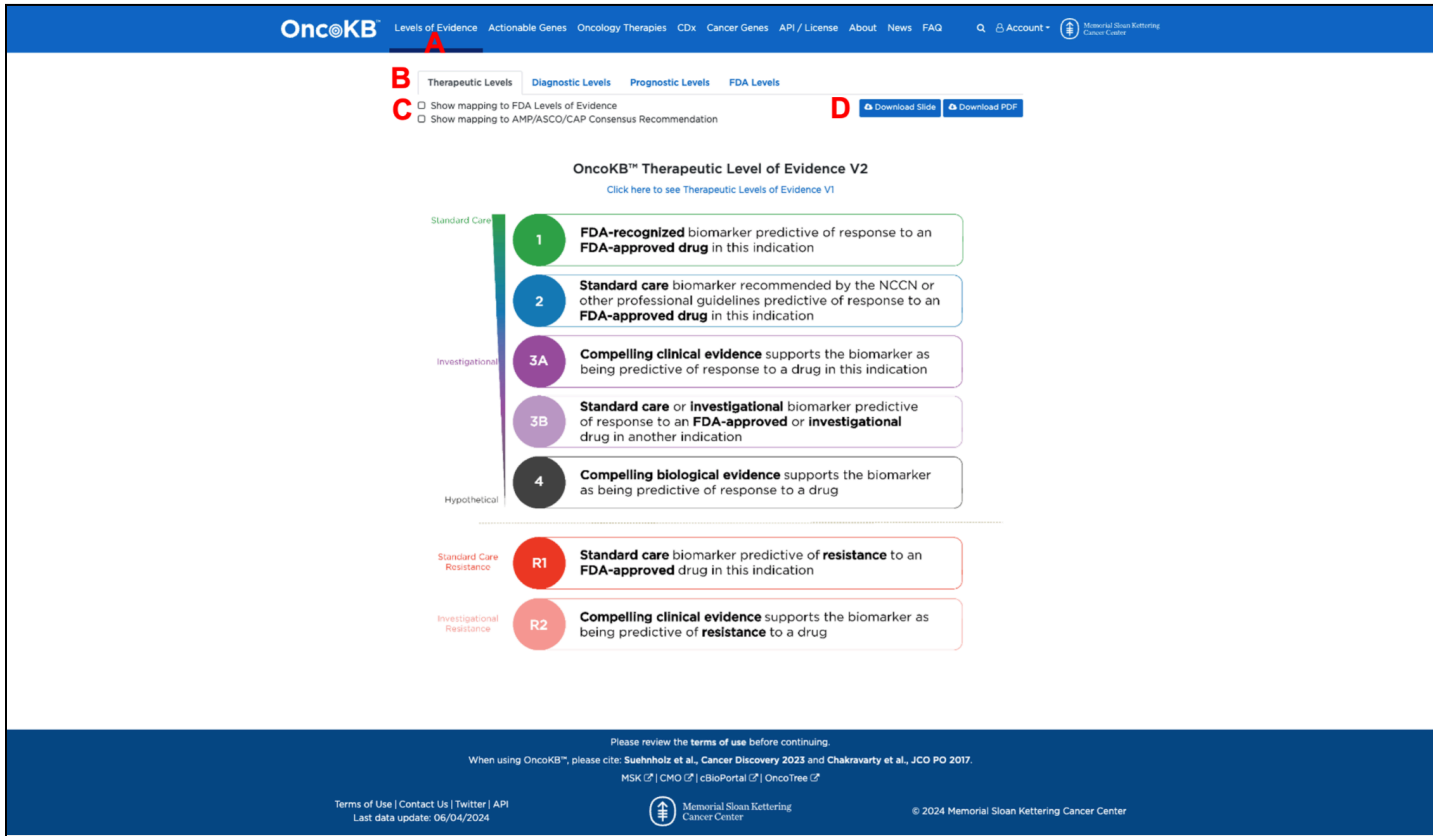 OncoKB™ Levels of Evidence Actionable Genes Oncology Therapies CDx Cancer Genes API / License About News FAQ Account Memorial Sloan Kettering
Cancer Center
A
B Therapeutic Levels Diagnostic Levels Prognostic Levels FDA Levels
C Show mapping to FDA Levels of Evidence
Show mapping to AMP/ASCO/CAP Consensus Recommendation
D Download Slide Download PDF
OncoKB™ Therapeutic Level of Evidence V2
Click here to see Therapeutic Levels of Evidence V1
Standard Care
1
FDA-recognized biomarker predictive of response to an
FDA-approved drug in this indication
2
Standard care biomarker recommended by the NCCN or
other professional guidelines predictive of response to an
FDA-approved drug in this indication
Investigational
3A
Compelling clinical evidence supports the biomarker as
being predictive of response to a drug in this indication
3B
Standard care or investigational biomarker predictive
of response to an FDA-approved or investigational
drug in another indication
4
Compelling biological evidence supports the biomarker
as being predictive of response to a drug
Hypothetical
Standard Care
Resistance
R1
Standard care biomarker predictive of resistance to an
FDA-approved drug in this indication
Investigational
Resistance
R2
Compelling clinical evidence supports the biomarker as
being predictive of resistance to a drug
Please review the terms of use before continuing.
When using OncoKB™, please cite: Suehnholz et al., Cancer Discovery 2023 and Chakravarty et al., JCO PO 2017.
MSK | CMO | cBioPortal | OncoTree
Terms of Use | Contact Us | Twitter | API
Last data update: 06/04/2024
Memorial Sloan Kettering
Cancer Center
© 2024 Memorial Sloan Kettering Cancer Center